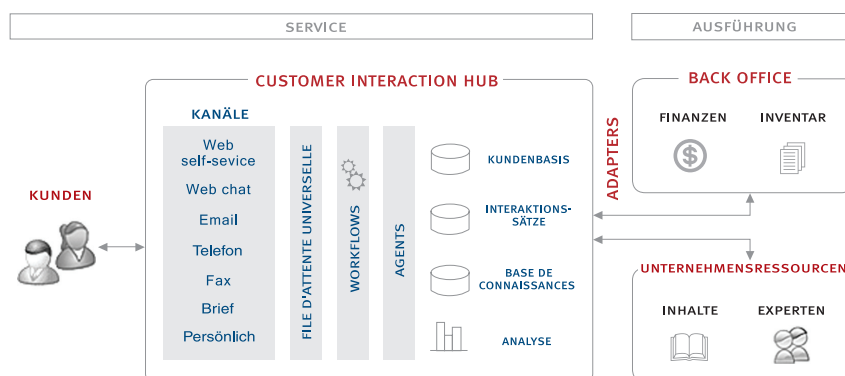 SERVICE
AUSFÜHRUNG
CUSTOMER INTERACTION HUB
BACK OFFICE
KUNDEN
KANÄLE
Web
self-sevice
Web chat
Email
Telefon
Fax
Brief
Persönlich
FILE D'ATTENTE UNIVERSELLE
WORKFLOWS
AGENTS
KUNDENBASIS
INTERAKTIONS-
SÄTZE
BASE DE
CONNAISSANCES
ANALYSE
ADAPTERS
FINANZEN
INVENTAR
UNTERNEHMENSRESSOURCEN
INHALTE
EXPERTEN